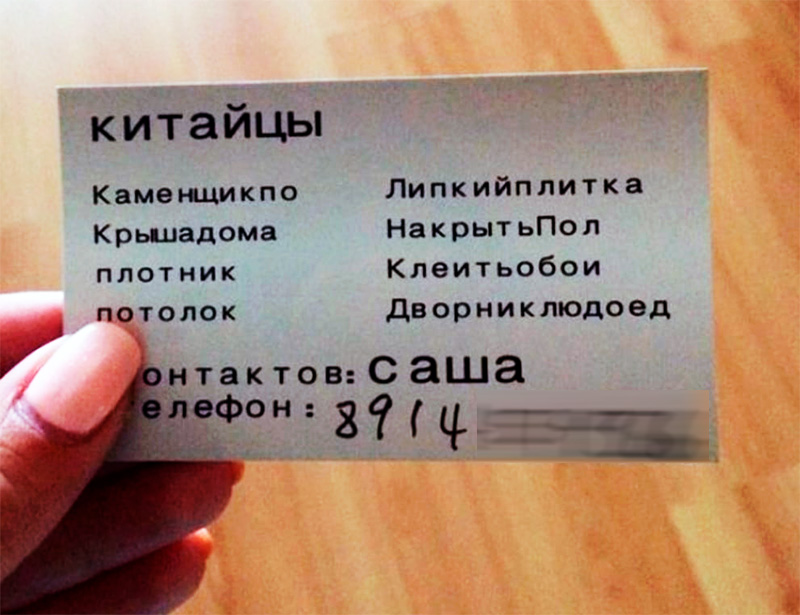 китайцы
Каменщикпо Липкийплитка
Крышадома НакрытьПол
плотник Клеитьобои
потолок Дворниклюдоед
онтактов: саша
елефон: 8914